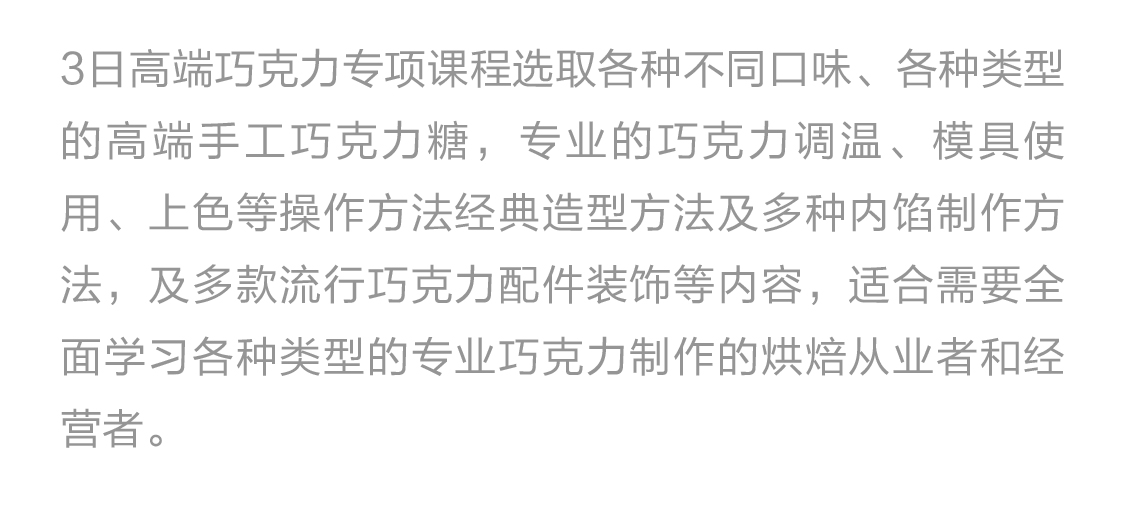 3日高端巧克力专项课程选取各种不同口味、各种类型
的高端手工巧克力糖，专业的巧克力调温、模具使
用、上色等操作方法经典造型方法及多种内馅制作方
法，及多款流行巧克力配件装饰等内容，适合需要全
面学习各种类型的专业巧克力制作的烘焙从业者和经
营者。